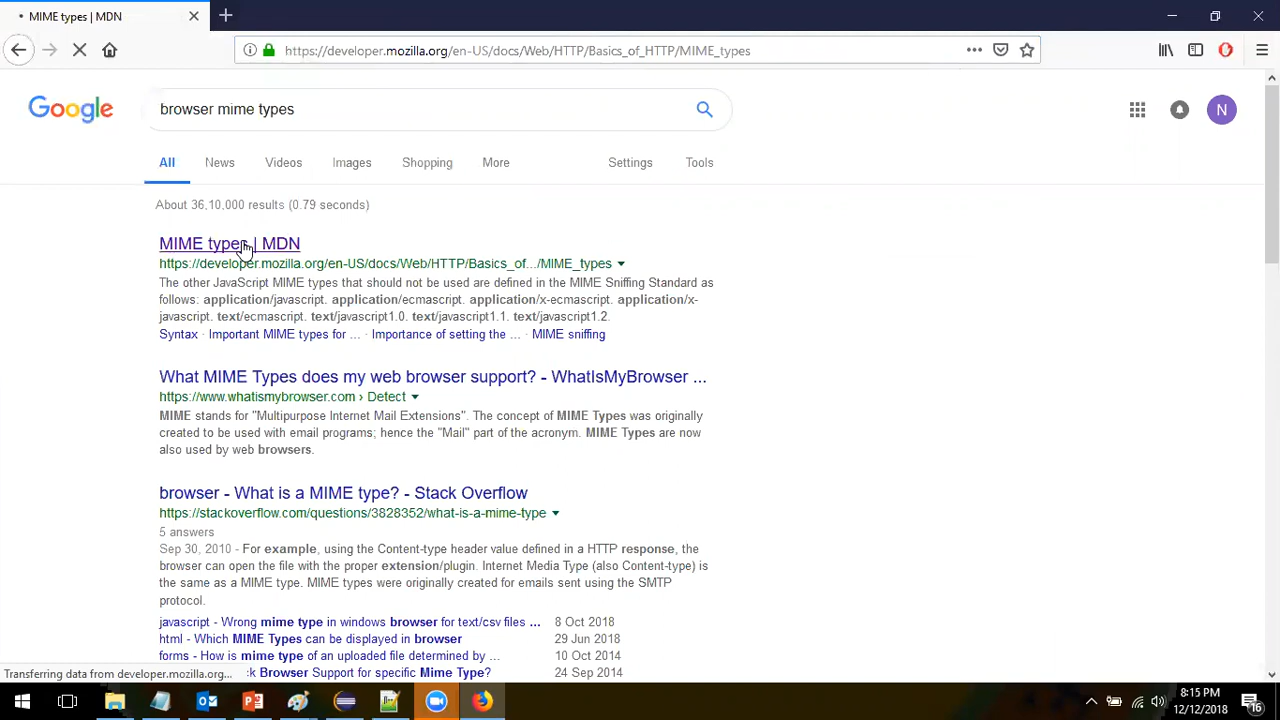 MIME types | MDN
https://developer.mozilla.org/en-US/docs/Web/HTTP/Basics_of_HTTP/MIME_types
Google
browser mime types
N
All News Videos Images Shopping More Settings Tools
About 36,10,000 results (0.79 seconds)
MIME types | MDN
https://developer.mozilla.org/en-US/docs/Web/HTTP/Basics_of.../MIME_types
The other JavaScript MIME types that should not be used are defined in the MIME Sniffing Standard as
follows: application/javascript. application/ecmascript. application/x-ecmascript. application/x-
javascript. text/ecmascript. text/javascript1.0. text/javascript1.1. text/javascript1.2.
Syntax · Important MIME types for ... · Importance of setting the ... · MIME sniffing
What MIME Types does my web browser support? - WhatIsMyBrowser ...
https://www.whatismybrowser.com › Detect
MIME stands for "Multipurpose Internet Mail Extensions". The concept of MIME Types was originally
created to be used with email programs; hence the "Mail" part of the acronym. MIME Types are now
also used by web browsers.
browser - What is a MIME type? - Stack Overflow
https://stackoverflow.com/questions/3828352/what-is-a-mime-type
5 answers
Sep 30, 2010 - For example, using the Content-type header value defined in a HTTP response, the
browser can open the file with the proper extension/plugin. Internet Media Type (also Content-type) is
the same as a MIME type. MIME types were originally created for emails sent using the SMTP
protocol.
javascript - Wrong mime type in windows browser for text/csv files ... 8 Oct 2018
html - Which MIME Types can be displayed in browser 29 Jun 2018
forms - How is mime type of an uploaded file determined by ... 10 Oct 2014
Browser Support for specific Mime Type? 24 Sep 2014
Transferring data from developer.mozilla.org...
8:15 PM
12/12/2018
16